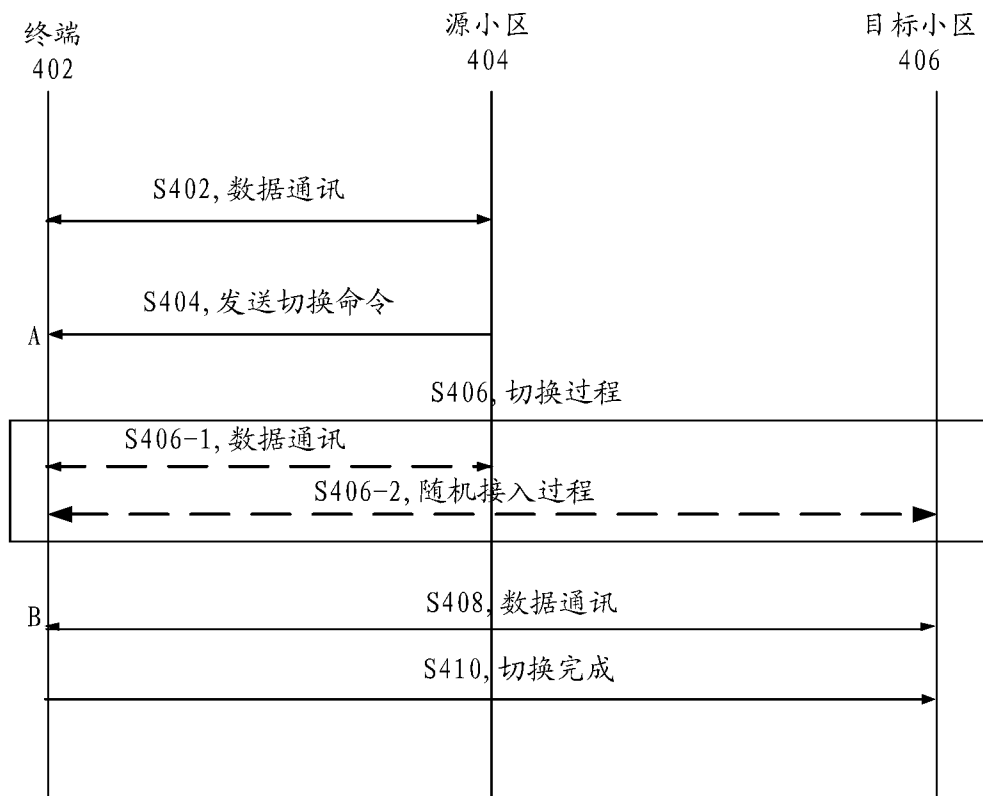 终端
402
源小区
404
目标小区
406
S402,数据通讯
S404,发送切换命令
A
S406,切换过程
S406-1,数据通讯
S406-2,随机接入过程
S408,数据通讯
B
S410,切换完成